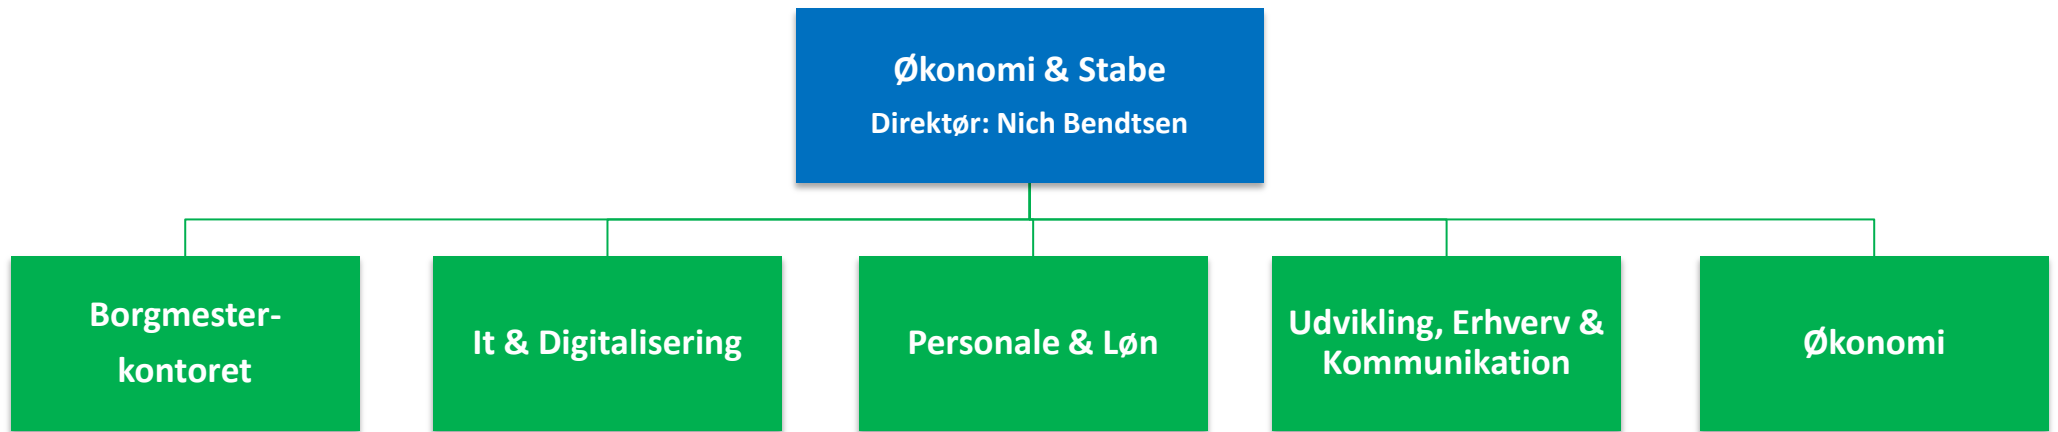 Økonomi & Stabe
Direktør: Nich Bendtsen
Borgmester-
kontoret
It & Digitalisering
Personale & Løn
Udvikling, Erhverv &
Kommunikation
Økonomi